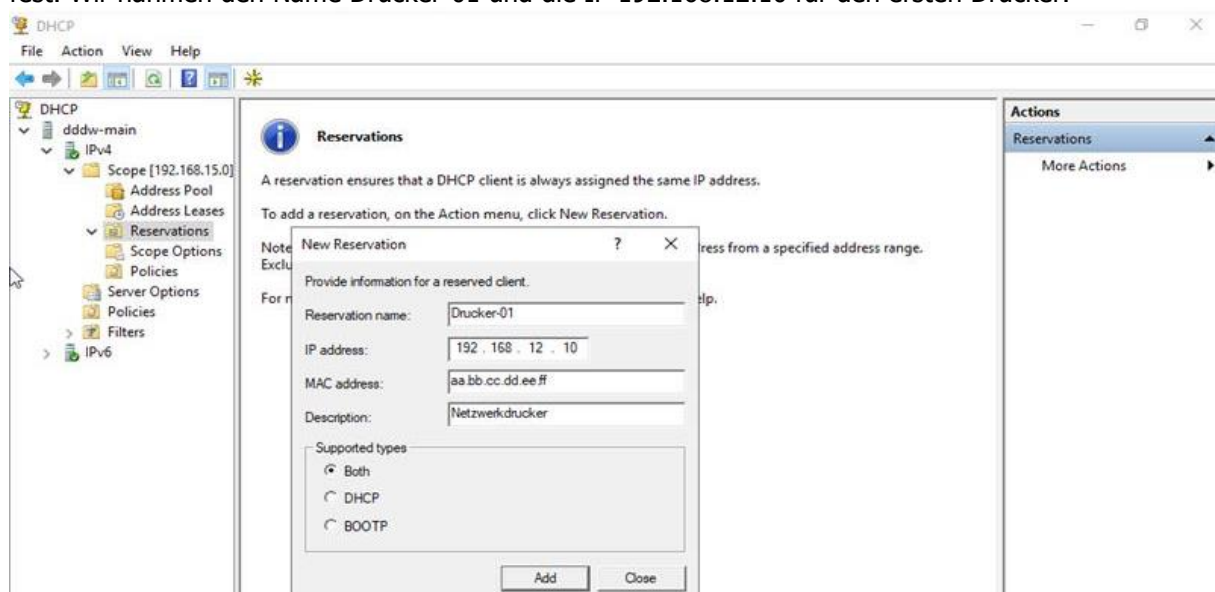 fest. Wir nahmen den Name Drucker-01 und die IP 192.168.12.10 für den ersten Drucker.
DHCP
File Action View Help
DHCP
dddw-main
IPv4
Scope [192.168.15.0]
Address Pool
Address Leases
Reservations
Scope Options
Policies
Server Options
Policies
Filters
IPv6
Reservations
A reservation ensures that a DHCP client is always assigned the same IP address.
To add a reservation, on the Action menu, click New Reservation.
Note
ress from a specified address range.
Exclu
For n
elp.
New Reservation ? X
Provide information for a reserved client.
Reservation name: Drucker-01
IP address: 192 . 168 . 12 . 10
MAC address: aa.bb.cc.dd.ee.ff
Description: Netzwerkdrucker
Supported types
Both
DHCP
BOOTP
Add Close
Actions
Reservations
More Actions